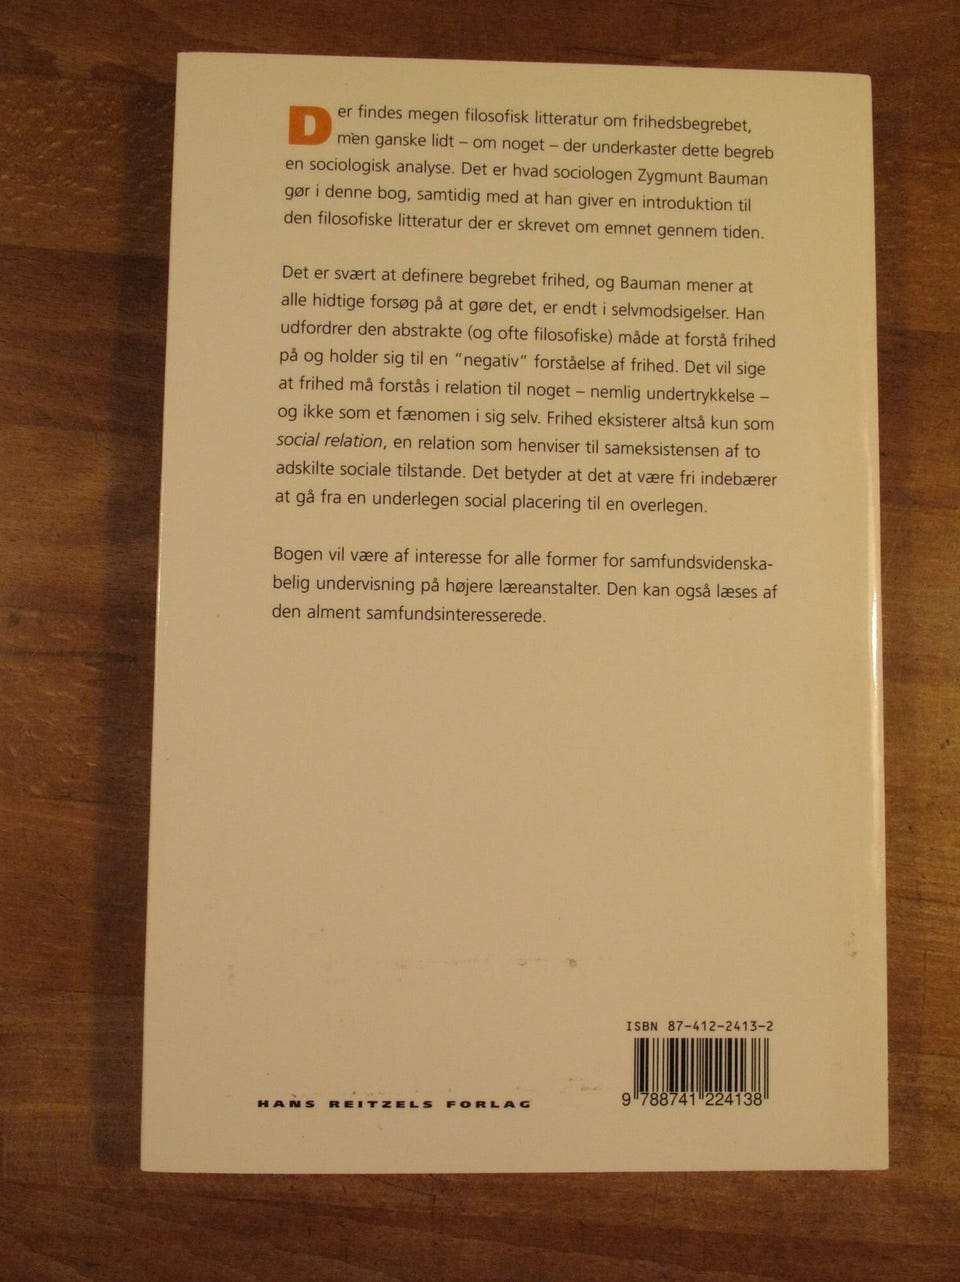 Der findes megen filosofisk litteratur om frihedsbegrebet,
men ganske lidt – om noget – der underkaster dette begreb
en sociologisk analyse. Det er hvad sociologen Zygmunt Bauman
gør i denne bog, samtidig med at han giver en introduktion til
den filosofiske litteratur der er skrevet om emnet gennem tiden.
Det er svært at definere begrebet frihed, og Bauman mener at
alle hidtige forsøg på at gøre det, er endt i selvmodsigelser. Han
udfordrer den abstrakte (og ofte filosofiske) måde at forstå frihed
på og holder sig til en “negativ” forståelse af frihed. Det vil sige
at frihed må forstås i relation til noget – nemlig undertrykkelse –
og ikke som et fænomen i sig selv. Frihed eksisterer altså kun som
social relation, en relation som henviser til sameksistensen af to
adskilte sociale tilstande. Det betyder at det at være fri indebærer
at gå fra en underlegen social placering til en overlegen.
Bogen vil være af interesse for alle former for samfundsvidenska-
belig undervisning på højere læreanstalter. Den kan også læses af
den alment samfundsinteresserede.
ISBN 87-412-2413-2
9 788741 224138
HANS REITZELS FORLAG